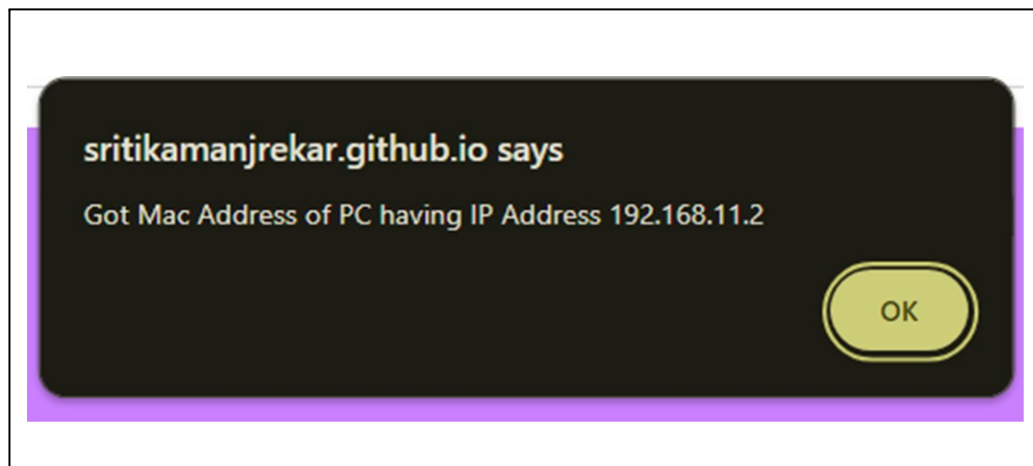 sritikamanjrekar.github.io says
Got Mac Address of PC having IP Address 192.168.11.2
OK